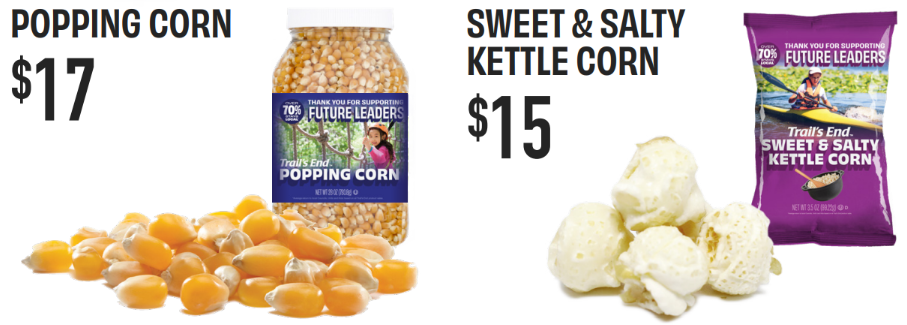 POPPING CORN
$17
THANK YOU FOR SUPPORTING
70%
FUTURE LEADERS
Trail's End
POPPING CORN
SWEET & SALTY
KETTLE CORN
$15
THANK YOU FOR SUPPORTING
70%
FUTURE LEADERS
Trail's End
SWEET & SALTY
KETTLE CORN